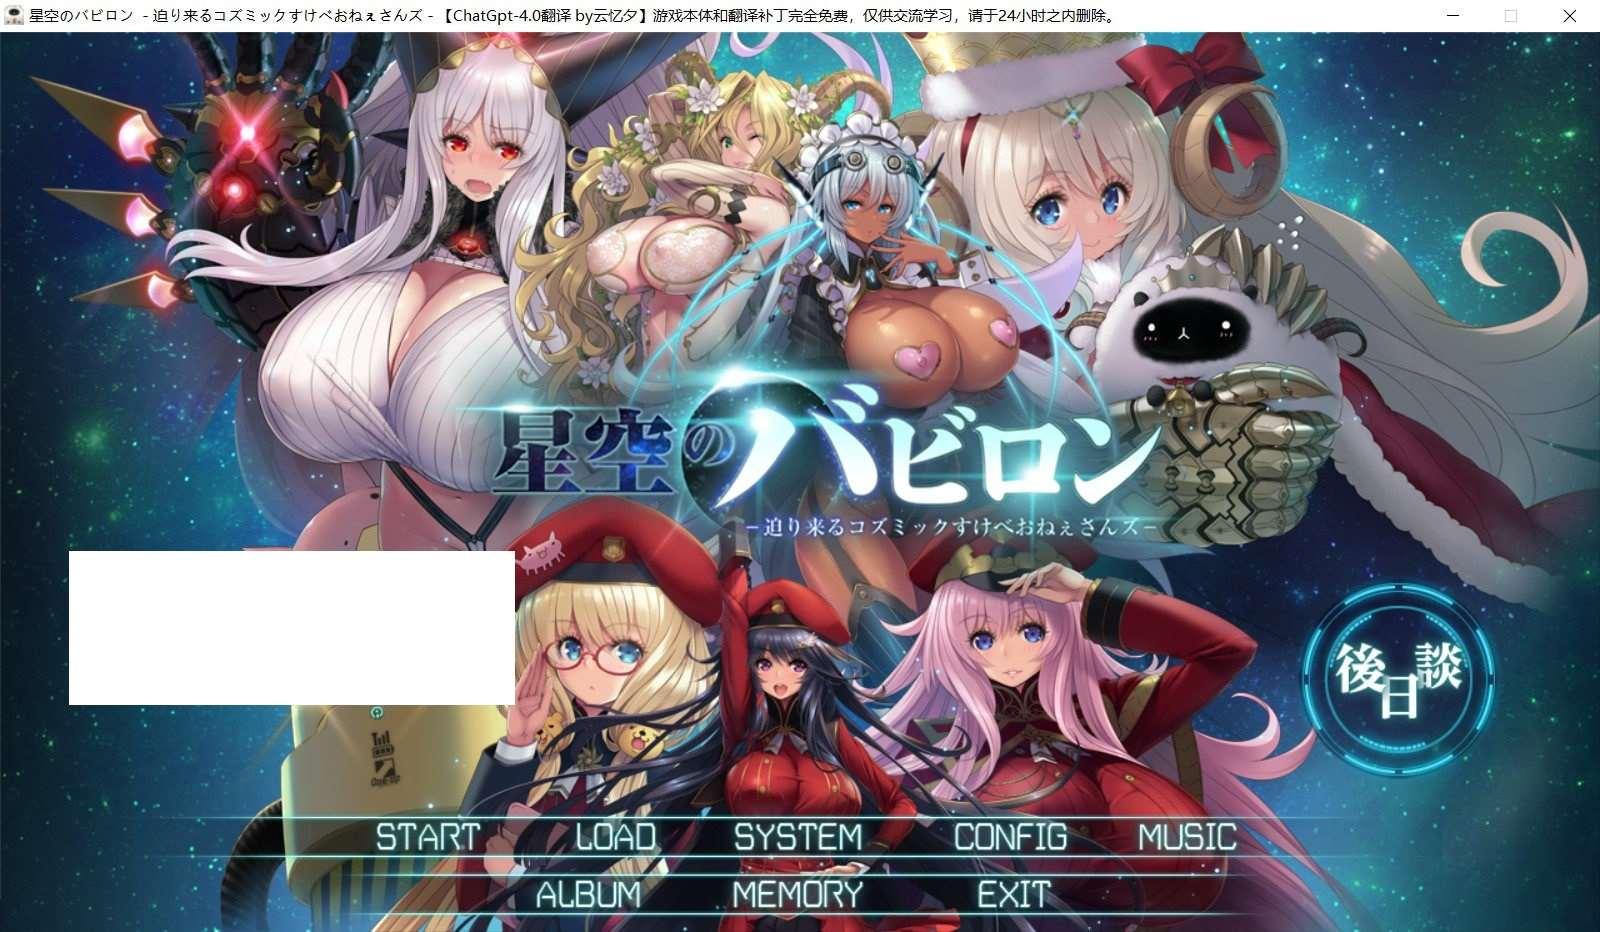 星空のバビロン -迫り来るコズミックすけべおねぇさんズ-【ChatGpt-4.0翻译 by云忆夕】游戏本体和翻译补丁完全免费，仅供交流学习，请于24小时之内删除。
星空のバビロン
-迫り来るコズミックすけべおねぇさんズ-
後日談
START LOAD SYSTEM CONFIG MUSIC
ALBUM MEMORY EXIT